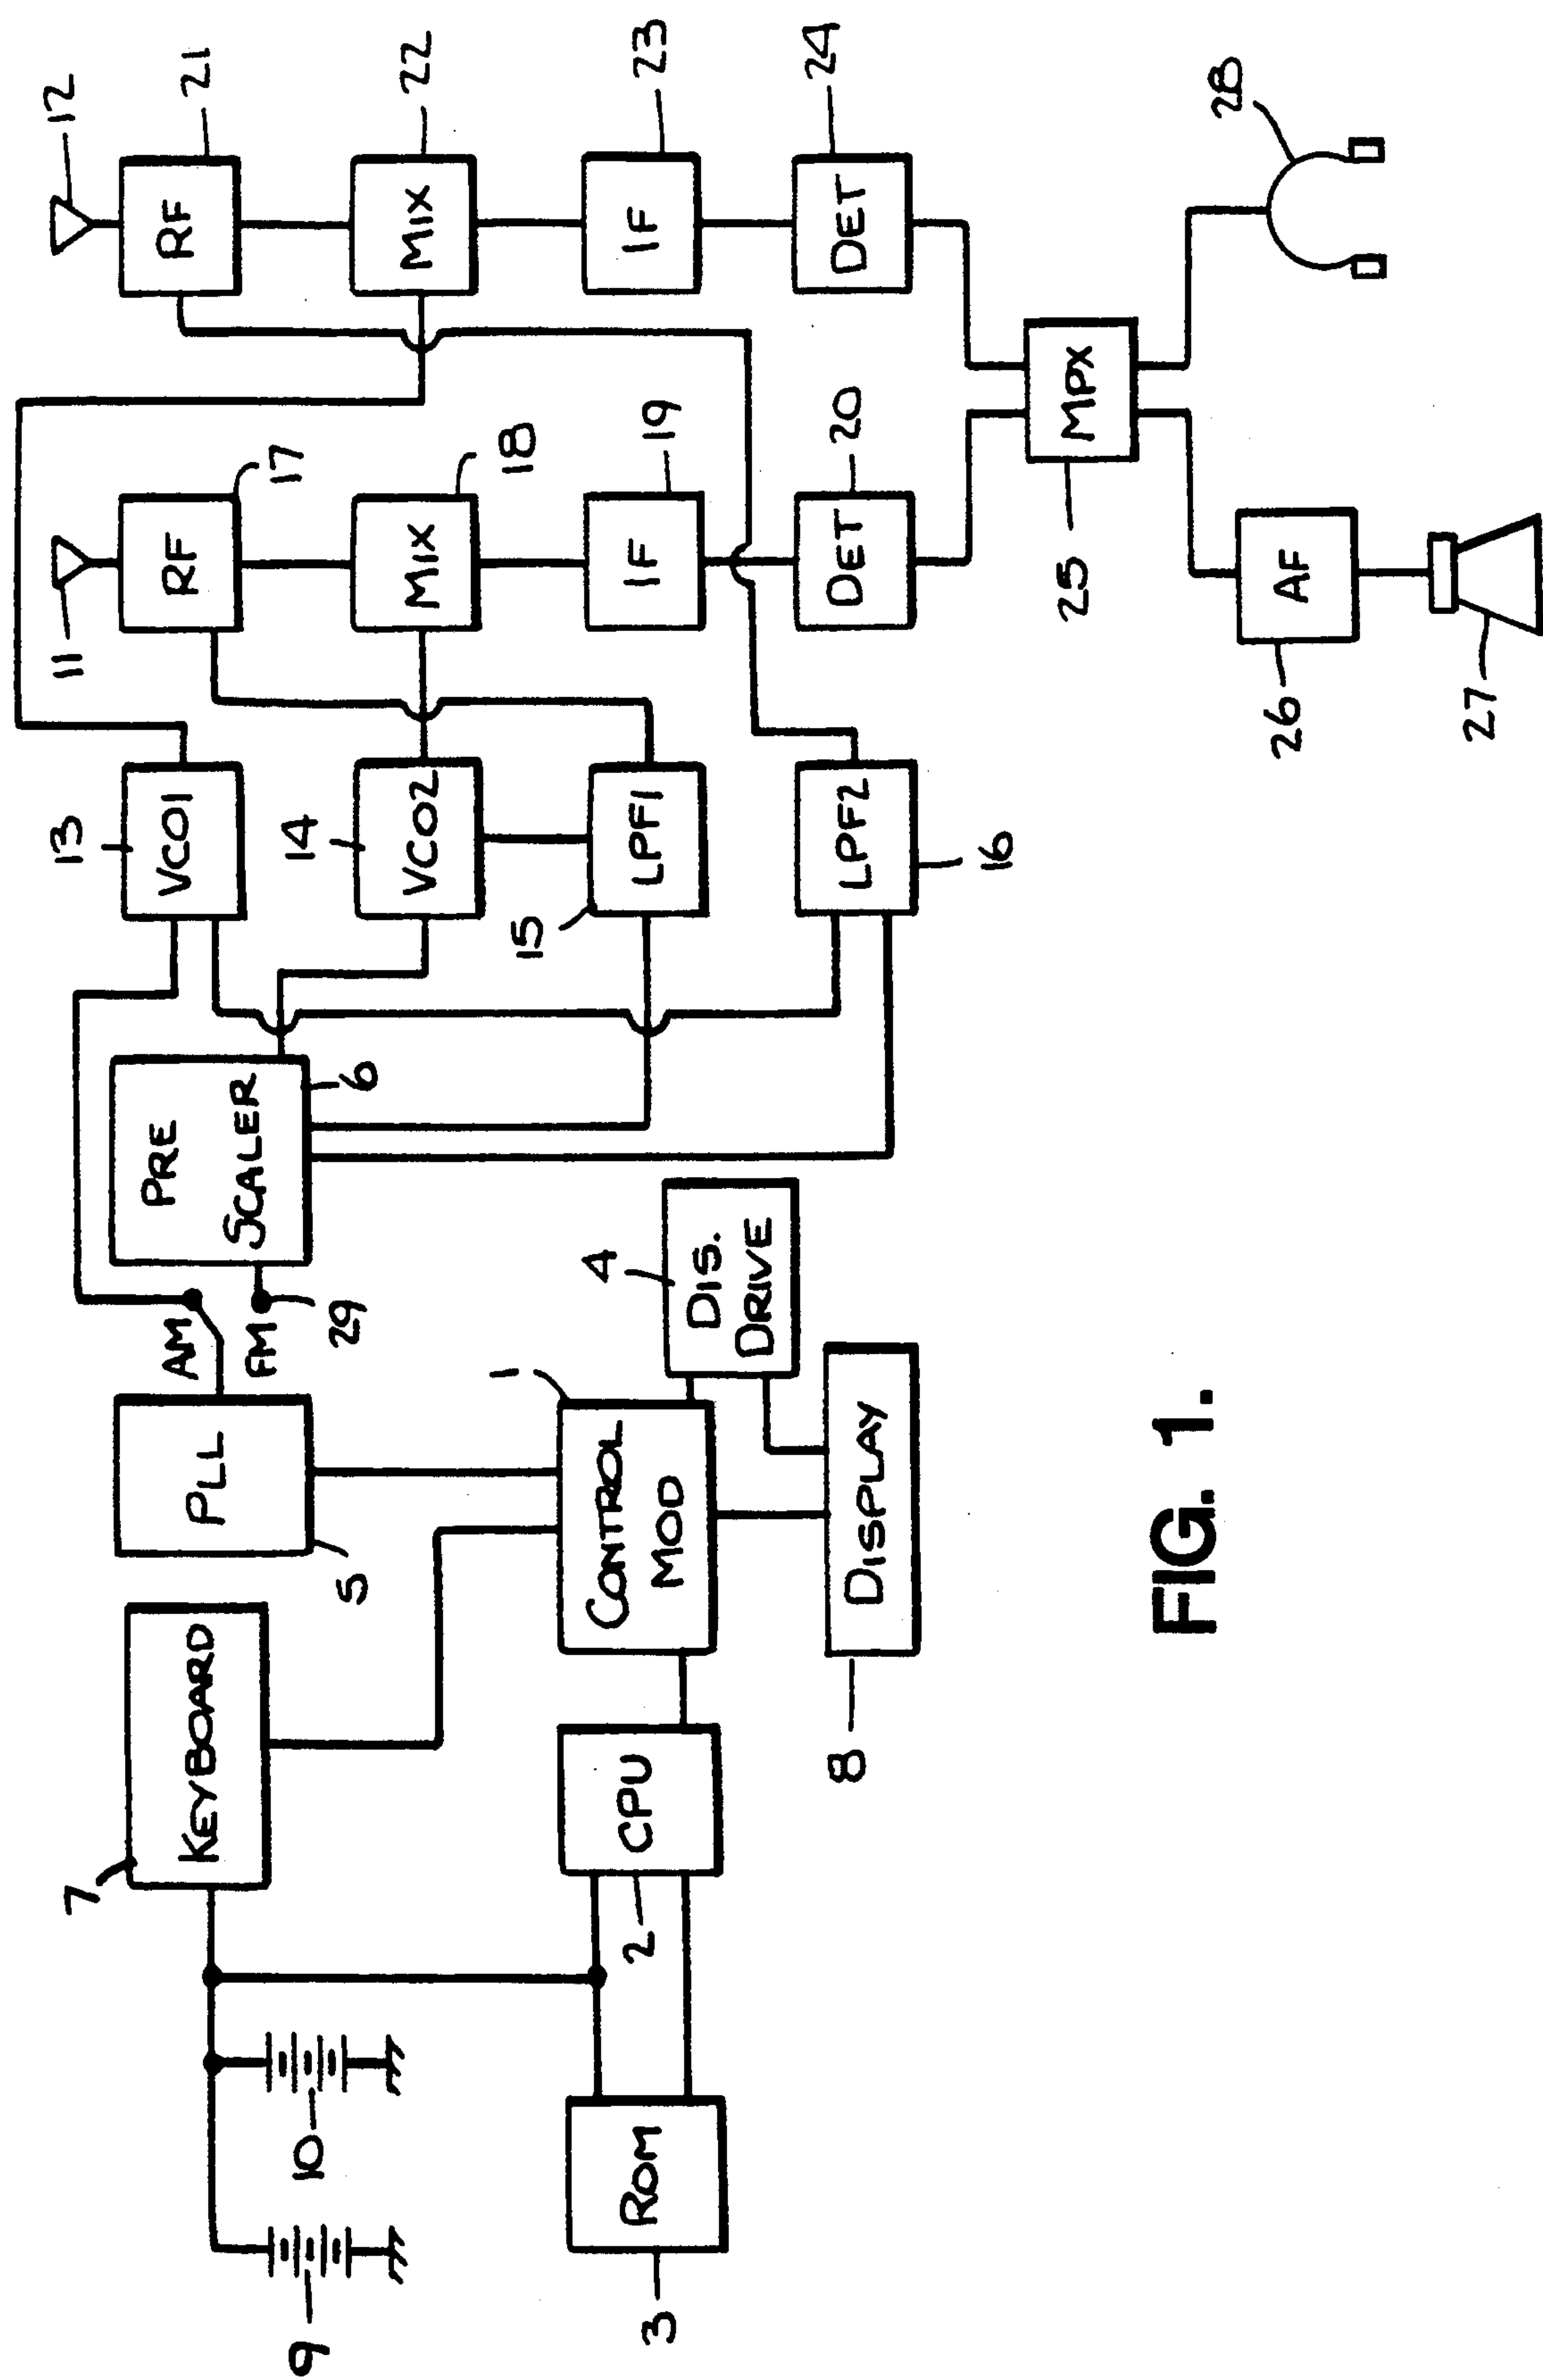 12
21
RF
22
MIX
23
IF
24
DET
11
17
RF
18
MIX
19
IF
20
DET
25
MPX
28
26
AF
27
13
VCO1
14
VCO2
15
LPF1
16
LPF2
PRE
SCALER
6
AM
FM
29
PLL
5
4
DIS.
DRIVE
1
CONTROL
MOD
DISPLAY
8
7
KEYBOARD
CPU
2
10
9
ROM
3
FIG. 1.